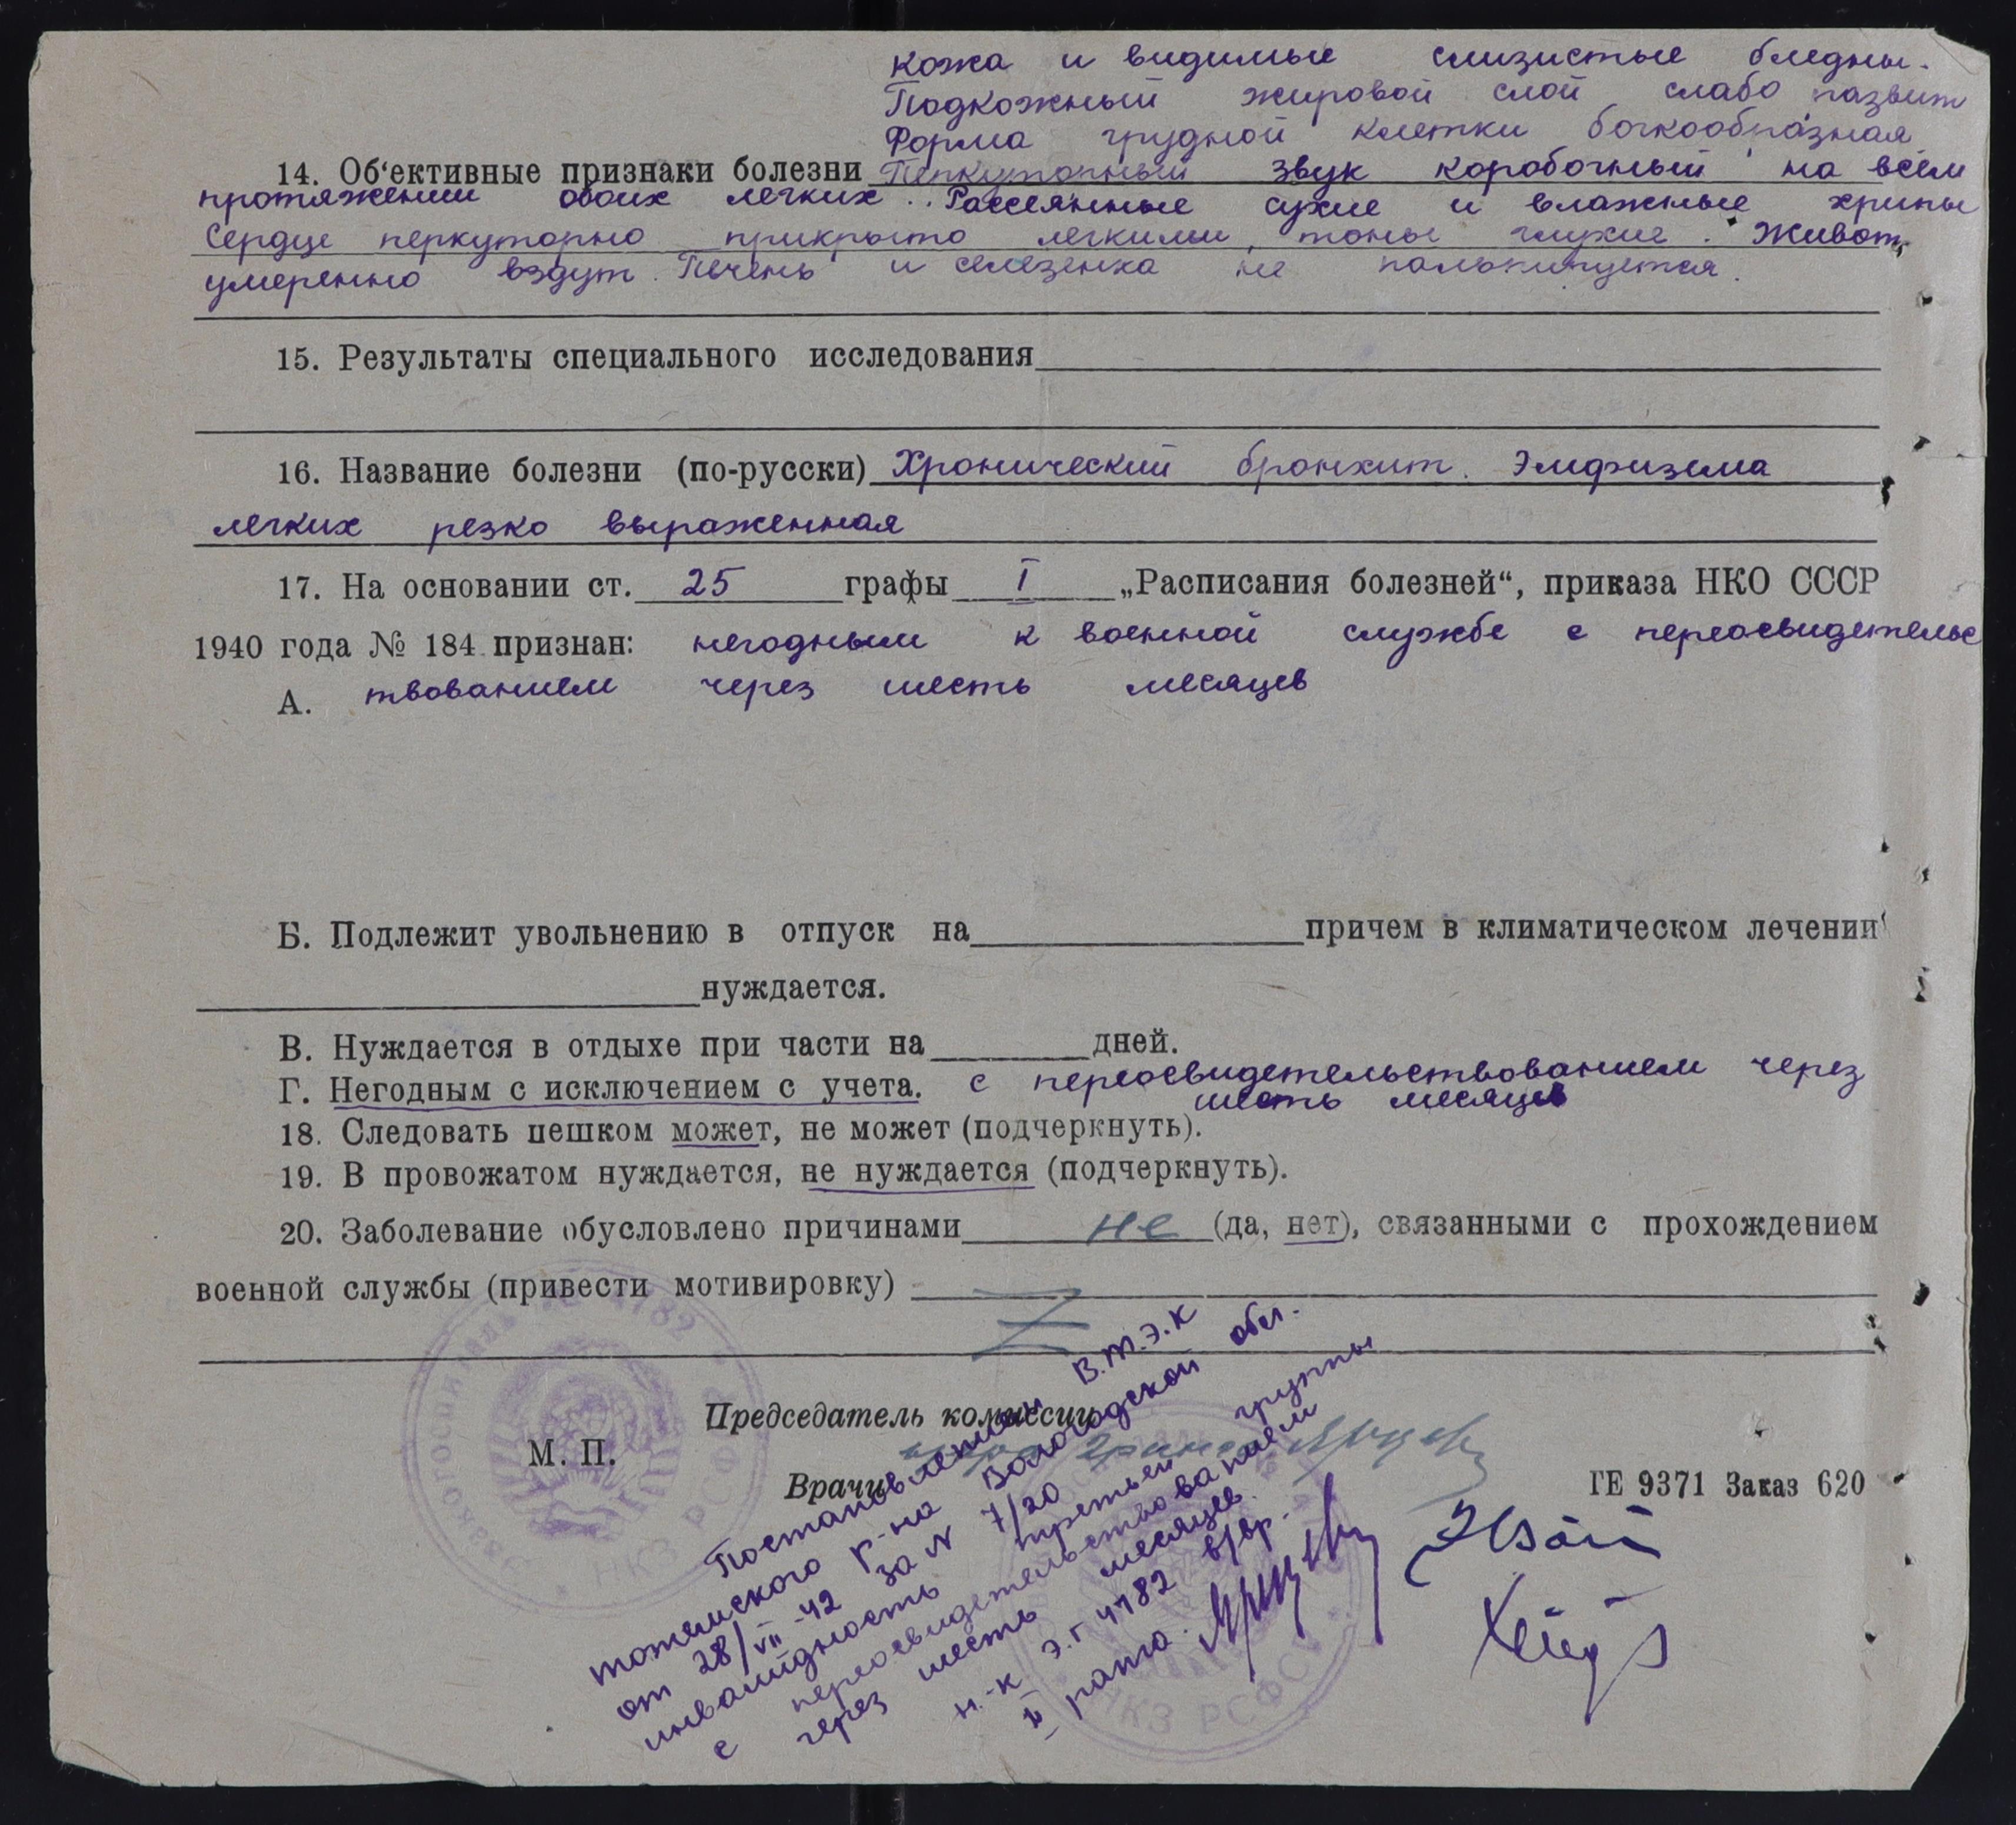 кожа и видимые слизистые бледны.
Подкожный жировой слой слабо развит
Форма грудной клетки бочкообразная
14. Об'ективные признаки болезни Перкуторный звук коробочный на всем
протяжении обоих легких. Рассеянные сухие и влажные хрипы
Сердце перкуторно прикрыто легкими, тоны глухие. Живот
умеренно вздут. Печень и селезенка не пальпируется.
15. Результаты специального исследования
16. Название болезни (по-русски) Хронический бронхит. Эмфизема
легких резко выраженная
17. На основании ст. 25 графы I „Расписания болезней“, приказа НКО СССР
1940 года № 184 признан: негодным к военной службе с переосвидетельс
А. твованием через шесть месяцев
Б. Подлежит увольнению в отпуск на причем в климатическом лечении
нуждается.
В. Нуждается в отдыхе при части на дней.
Г. Негодным с исключением с учета. с переосвидетельствованием через
шесть месяцев
18. Следовать пешком может, не может (подчеркнуть).
19. В провожатом нуждается, не нуждается (подчеркнуть).
20. Заболевание обусловлено причинами не (да, нет), связанными с прохождением
военной службы (привести мотивировку)
Председатель комиссии
М. П.
Врачи
ГЕ 9371 Заказ 620
Постановлением В.Т.Э.К
тотемского р-на Вологодской обл.
от 28/VII-42 за N 7/20
инвалидность третьей группы
с переосвидетельствованием
через шесть месяцев.
н-к э.г 4782 в/вр.
II ранга.
НКЗ РСФСР
НКЗ РСФСР